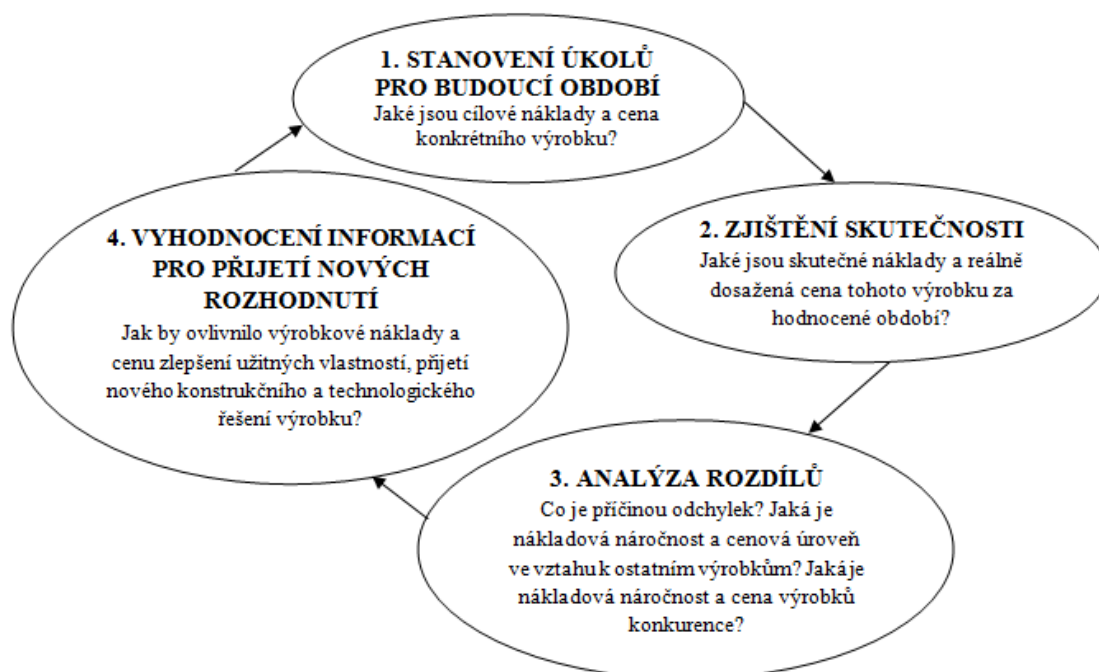 1. STANOVENÍ ÚKOLŮ
PRO BUDOUCÍ OBDOBÍ
Jaké jsou cílové náklady a cena
konkrétního výrobku?
2. ZJIŠTĚNÍ SKUTEČNOSTI
Jaké jsou skutečné náklady a reálně
dosažená cena tohoto výrobku za
hodnocené období?
3. ANALÝZA ROZDÍLŮ
Co je příčinou odchylek? Jaká je
nákladová náročnost a cenová úroveň
ve vztahu k ostatním výrobkům? Jaká je
nákladová náročnost a cena výrobků
konkurence?
4. VYHODNOCENÍ INFORMACÍ
PRO PŘIJETÍ NOVÝCH
ROZHODNUTÍ
Jak by ovlivnilo výrobkové náklady a
cenu zlepšení užitných vlastností, přijetí
nového konstrukčního a technologického
řešení výrobku?